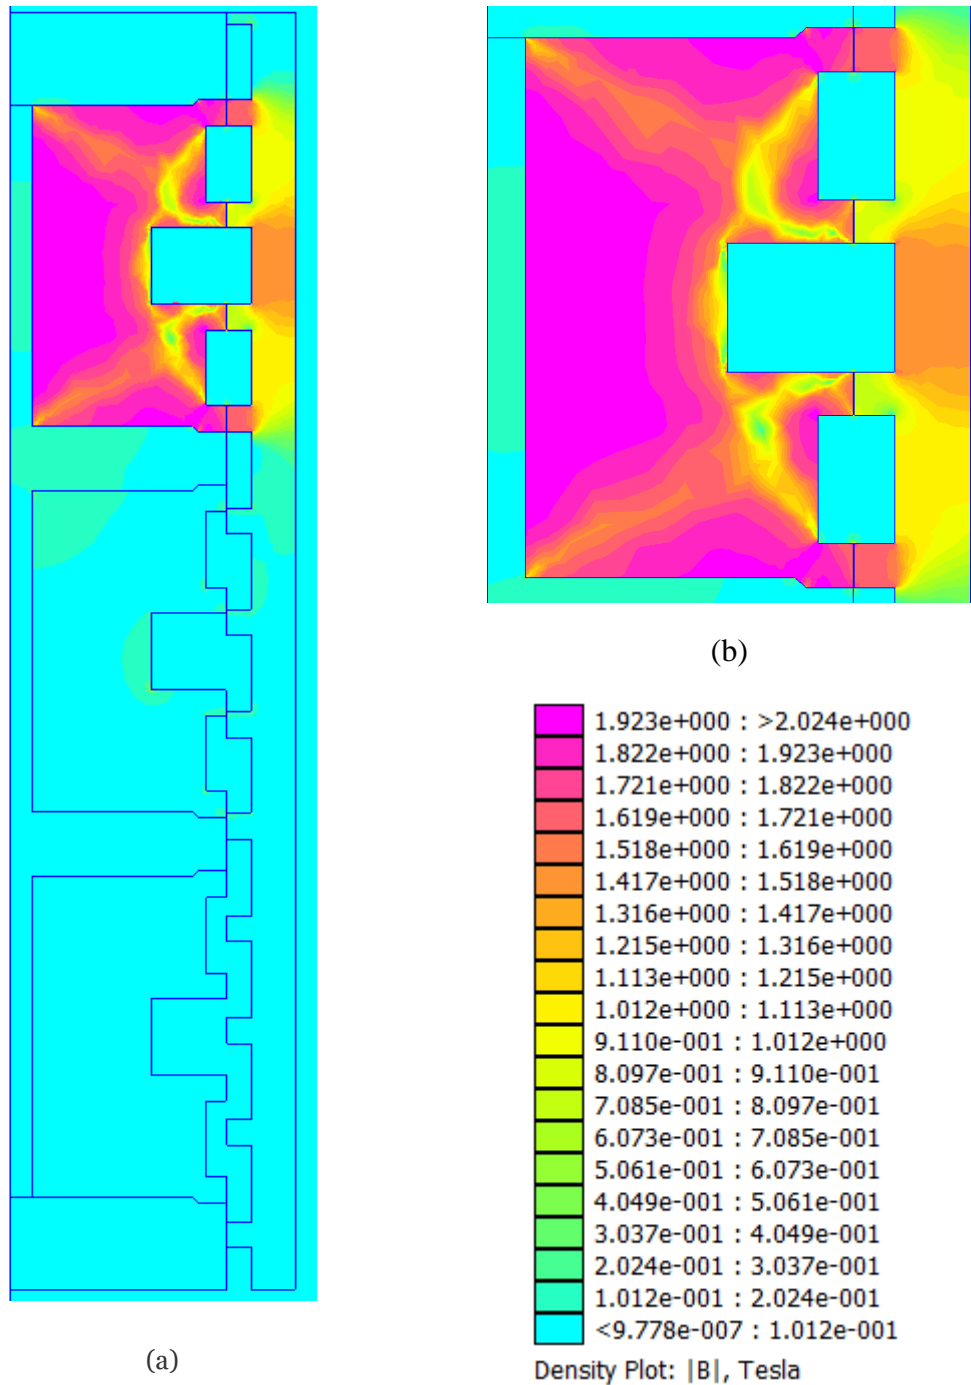 (b)
1.923e+000 : >2.024e+000
1.822e+000 : 1.923e+000
1.721e+000 : 1.822e+000
1.619e+000 : 1.721e+000
1.518e+000 : 1.619e+000
1.417e+000 : 1.518e+000
1.316e+000 : 1.417e+000
1.215e+000 : 1.316e+000
1.113e+000 : 1.215e+000
1.012e+000 : 1.113e+000
9.110e-001 : 1.012e+000
8.097e-001 : 9.110e-001
7.085e-001 : 8.097e-001
6.073e-001 : 7.085e-001
5.061e-001 : 6.073e-001
4.049e-001 : 5.061e-001
3.037e-001 : 4.049e-001
2.024e-001 : 3.037e-001
1.012e-001 : 2.024e-001
<9.778e-007 : 1.012e-001
Density Plot: |B|, Tesla
(a)